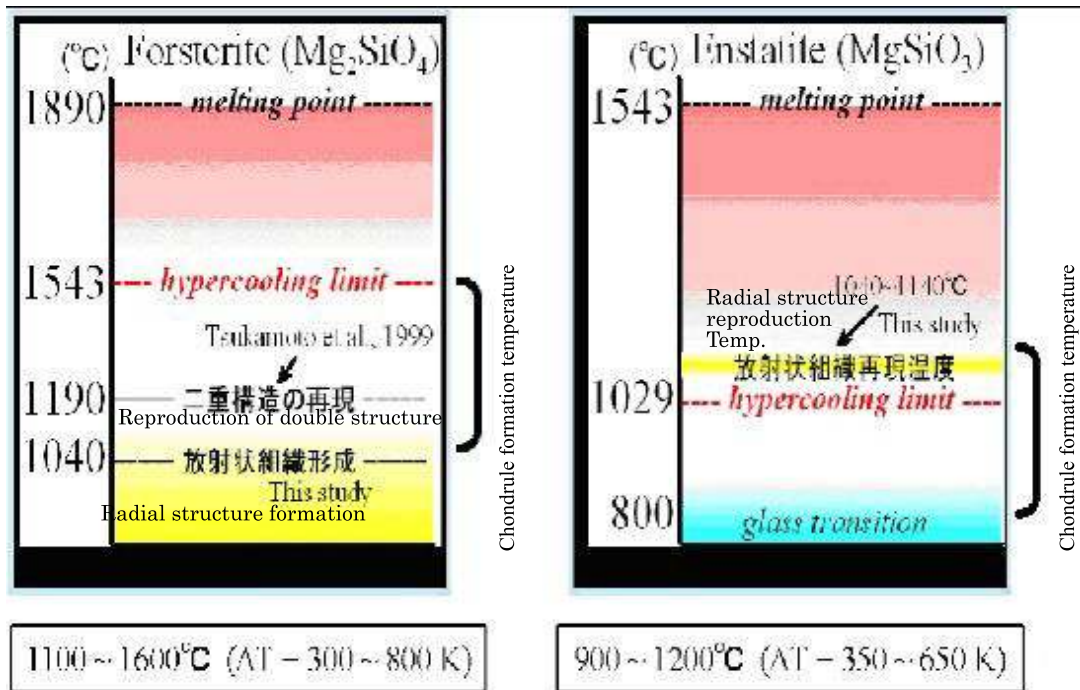 (℃) Forsterite (Mg₂SiO₄)
1890 melting point
1543 hypercooling limit
Tsukamoto et al., 1999
1190 二重構造の再現
Reproduction of double structure
1040 放射状組織形成
This study
Radial structure formation
Chondrule formation temperature
1100～1600℃ (ΔT－300～800 K)
(℃) Enstatite (MgSiO₃)
1543 melting point
1040~1140℃
Radial structure
reproduction
Temp.
This study
放射状組織再現温度
1029 hypercooling limit
800 glass transition
Chondrule formation temperature
900～1200℃ (ΔT－350～650 K)